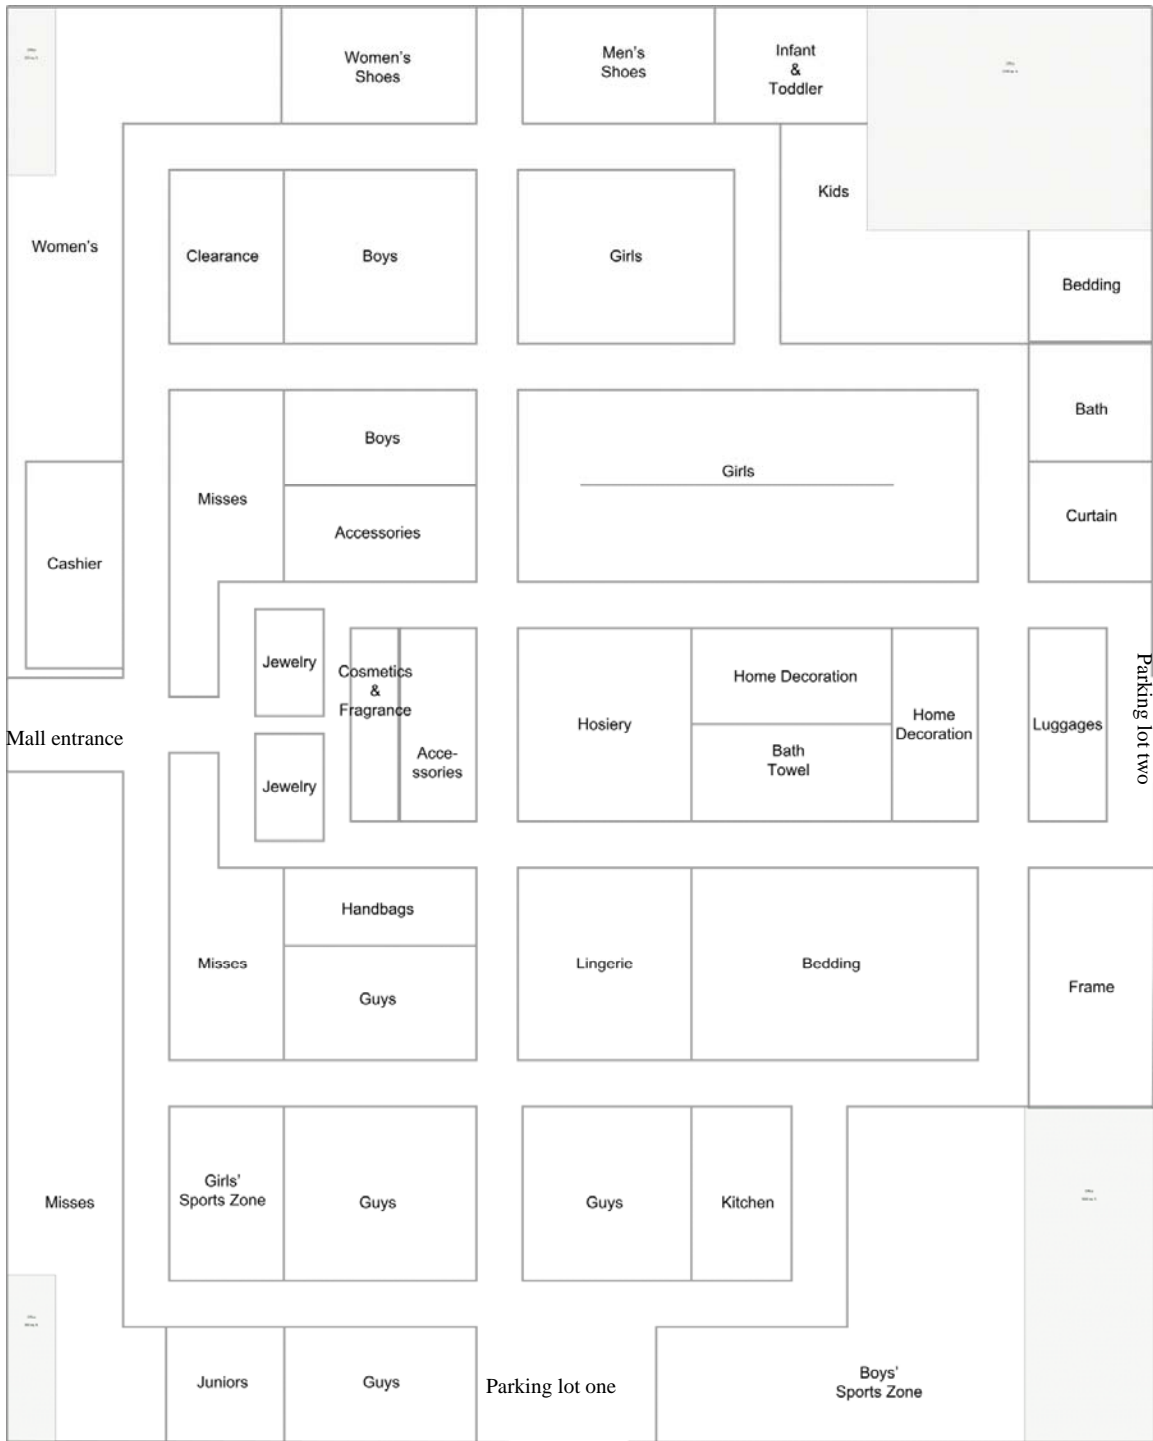 Women's
Shoes
Men's
Shoes
Infant
&
Toddler
Kids
Women's
Clearance
Boys
Girls
Bedding
Boys
Bath
Girls
Misses
Accessories
Curtain
Cashier
Jewelry
Cosmetics
&
Fragrance
Home Decoration
Hosiery
Home
Decoration
Luggages
Parking lot two
Mall entrance
Acce-
ssories
Bath
Towel
Jewelry
Handbags
Misses
Lingerie
Bedding
Guys
Frame
Girls'
Sports Zone
Misses
Guys
Guys
Kitchen
Juniors
Guys
Parking lot one
Boys'
Sports Zone